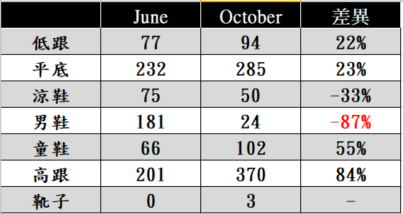 June October 差異
低跟 77 94 22%
平底 232 285 23%
涼鞋 75 50 -33%
男鞋 181 24 -87%
童鞋 66 102 55%
高跟 201 370 84%
靴子 0 3 -